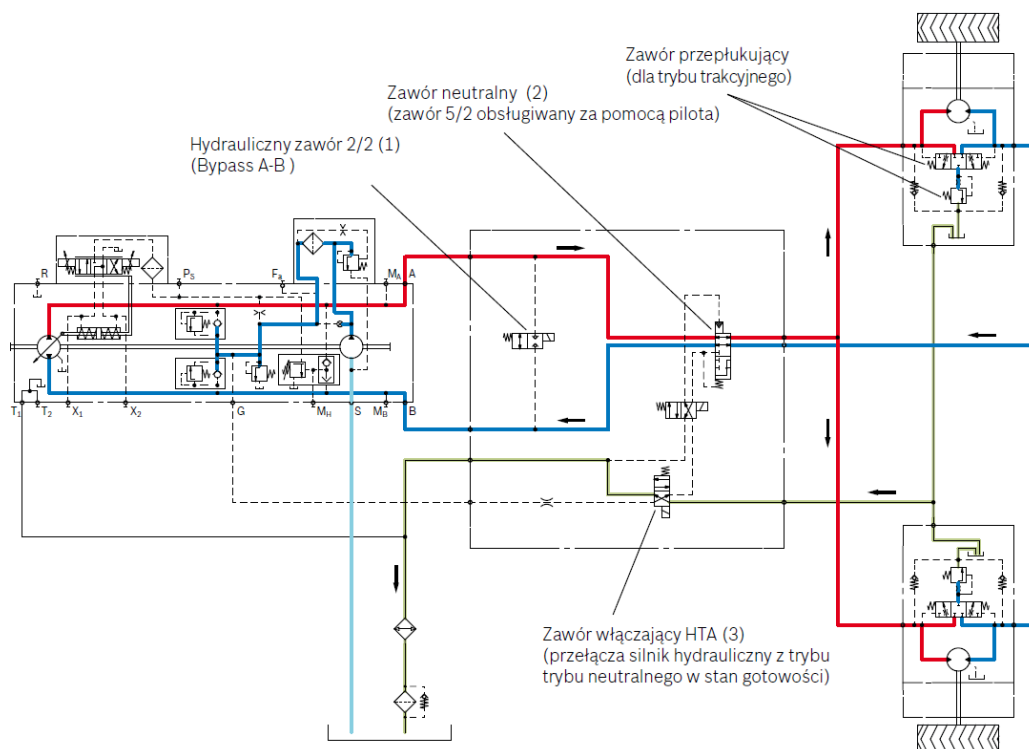 Zawór przepłukujący
(dla trybu trakcyjnego)
Zawór neutralny (2)
(zawór 5/2 obsługiwany za pomocą pilota)
Hydrauliczny zawór 2/2 (1)
(Bypass A-B )
R
PS
Fa
MA
A
T1
T2
X1
X2
G
MH
S
MB
B
Zawór włączający HTA (3)
(przełącza silnik hydrauliczny z trybu
trybu neutralnego w stan gotowości)